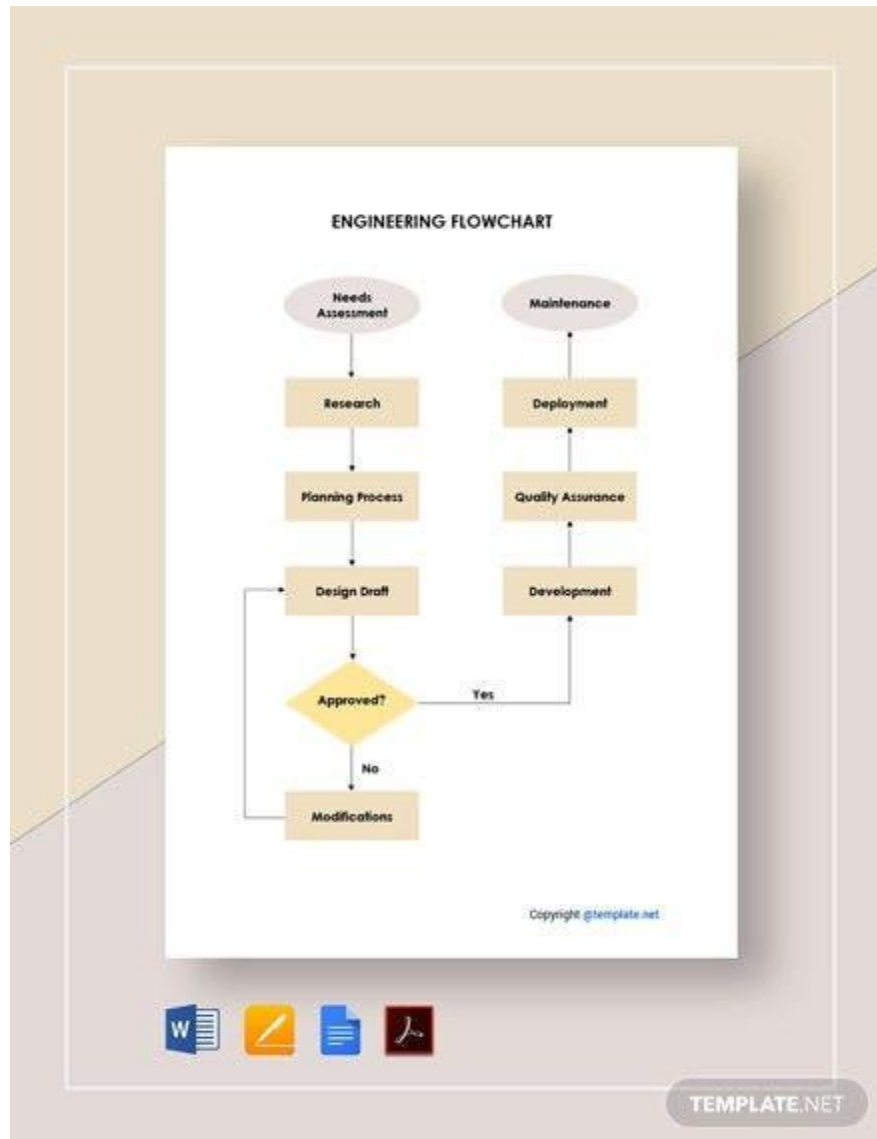 ENGINEERING FLOWCHART
Needs
Assessment
Research
Planning Process
Design Draft
Approved?
No
Modifications
Yes
Development
Quality Assurance
Deployment
Maintenance
Copyright @template.net
W
TEMPLATE.NET